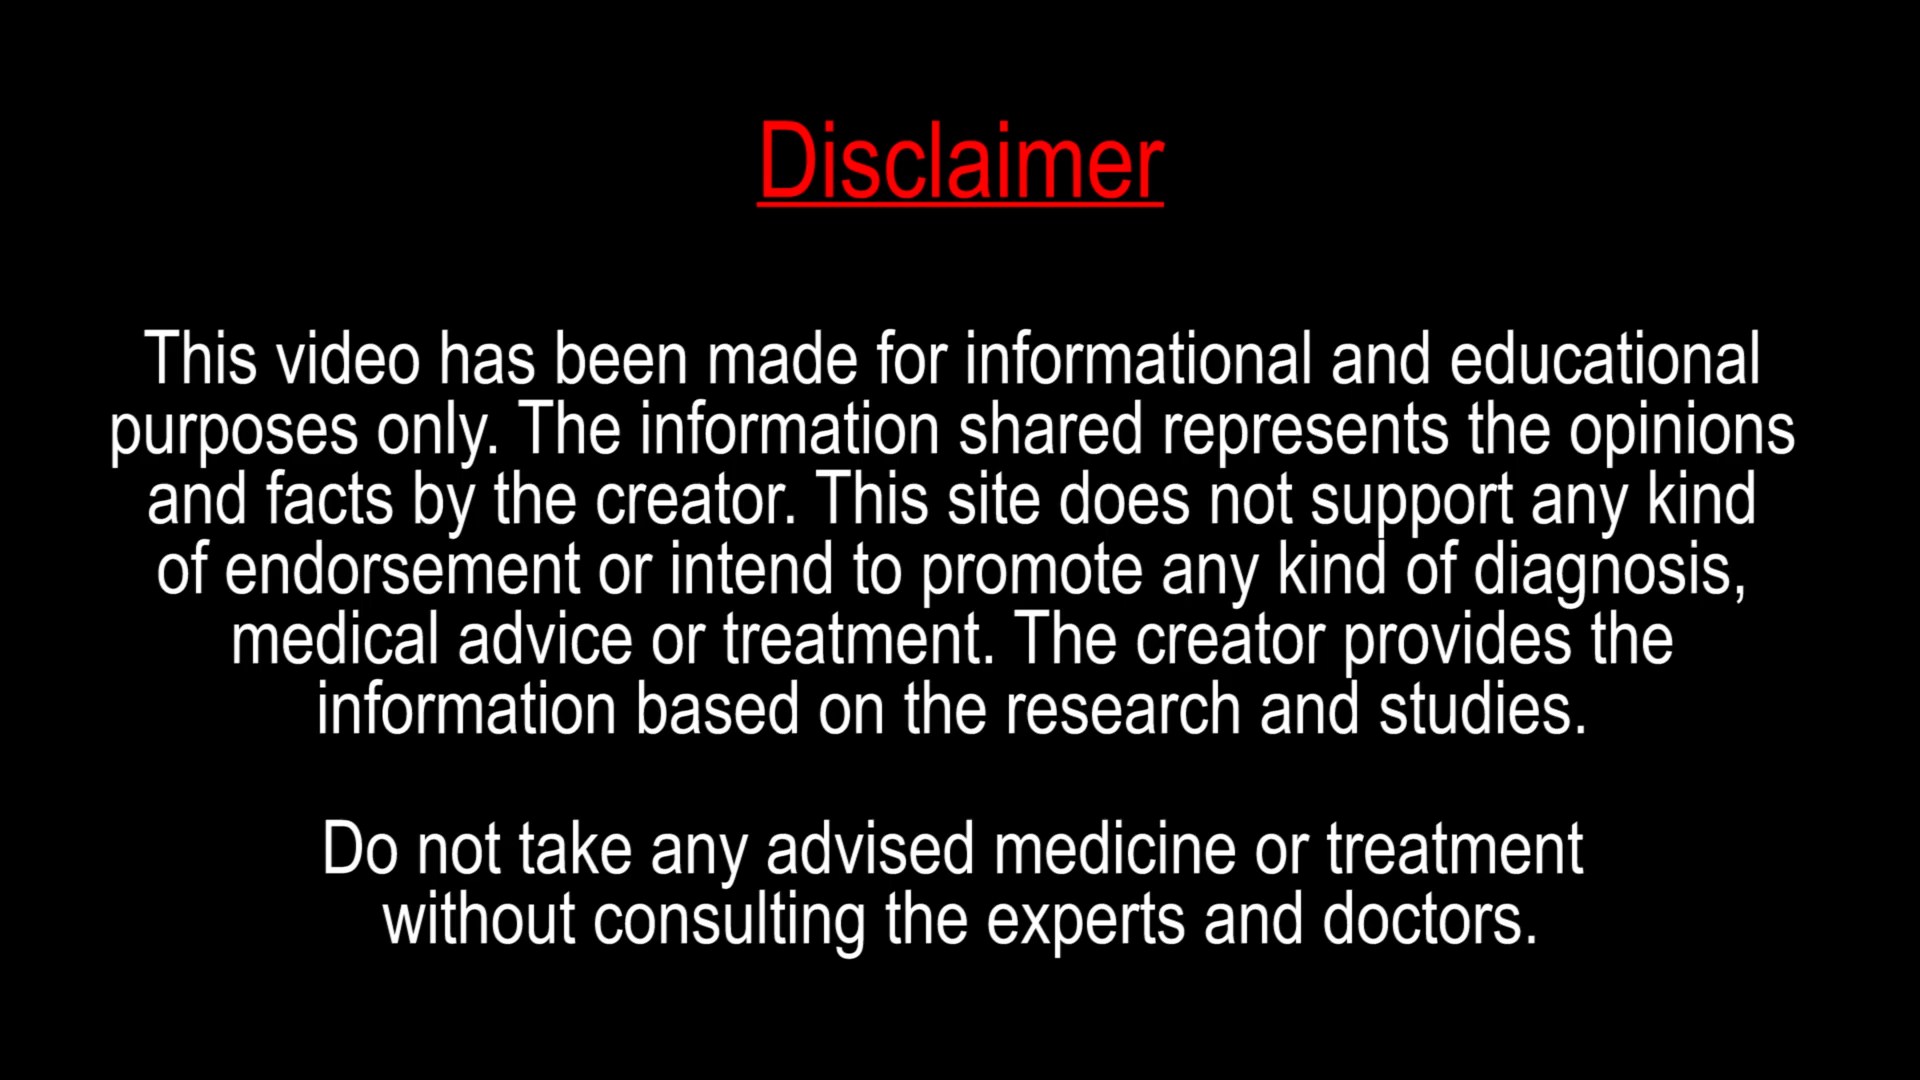 Disclaimer
This video has been made for informational and educational
purposes only. The information shared represents the opinions
and facts by the creator. This site does not support any kind
of endorsement or intend to promote any kind of diagnosis,
medical advice or treatment. The creator provides the
information based on the research and studies.
Do not take any advised medicine or treatment
without consulting the experts and doctors.